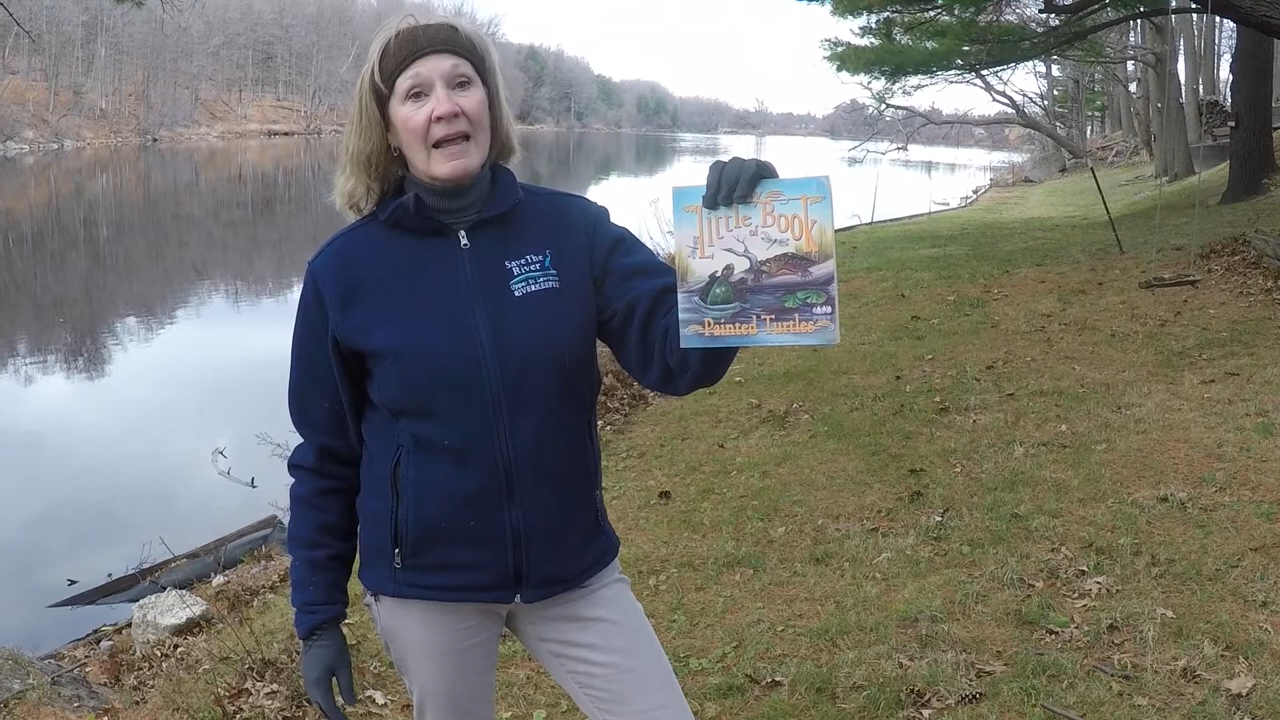 Save The
River
Upper St. Lawrence
RIVERKEEPER
Little
of
Book
Painted Turtles